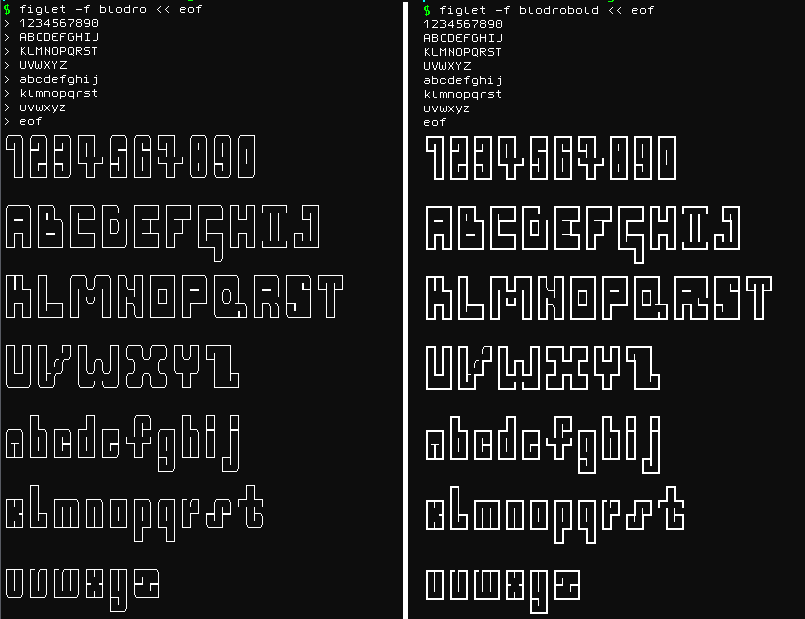 $ figlet -f blodro << eof
> 1234567890
> ABCDEFGHIJ
> KLMNOPQRST
> UVWXYZ
> abcdefghij
> klmnopqrst
> uvwxyz
> eof
1234567890
ABCDEFGHIJ
KLMNOPQRST
UVWXYZ
abcdefghij
klmnopqrst
uvwxyz
$ figlet -f blodrobold << eof
1234567890
ABCDEFGHIJ
KLMNOPQRST
UVWXYZ
abcdefghij
klmnopqrst
uvwxyz
eof
1234567890
ABCDEFGHIJ
KLMNOPQRST
UVWXYZ
abcdefghij
klmnopqrst
uvwxyz